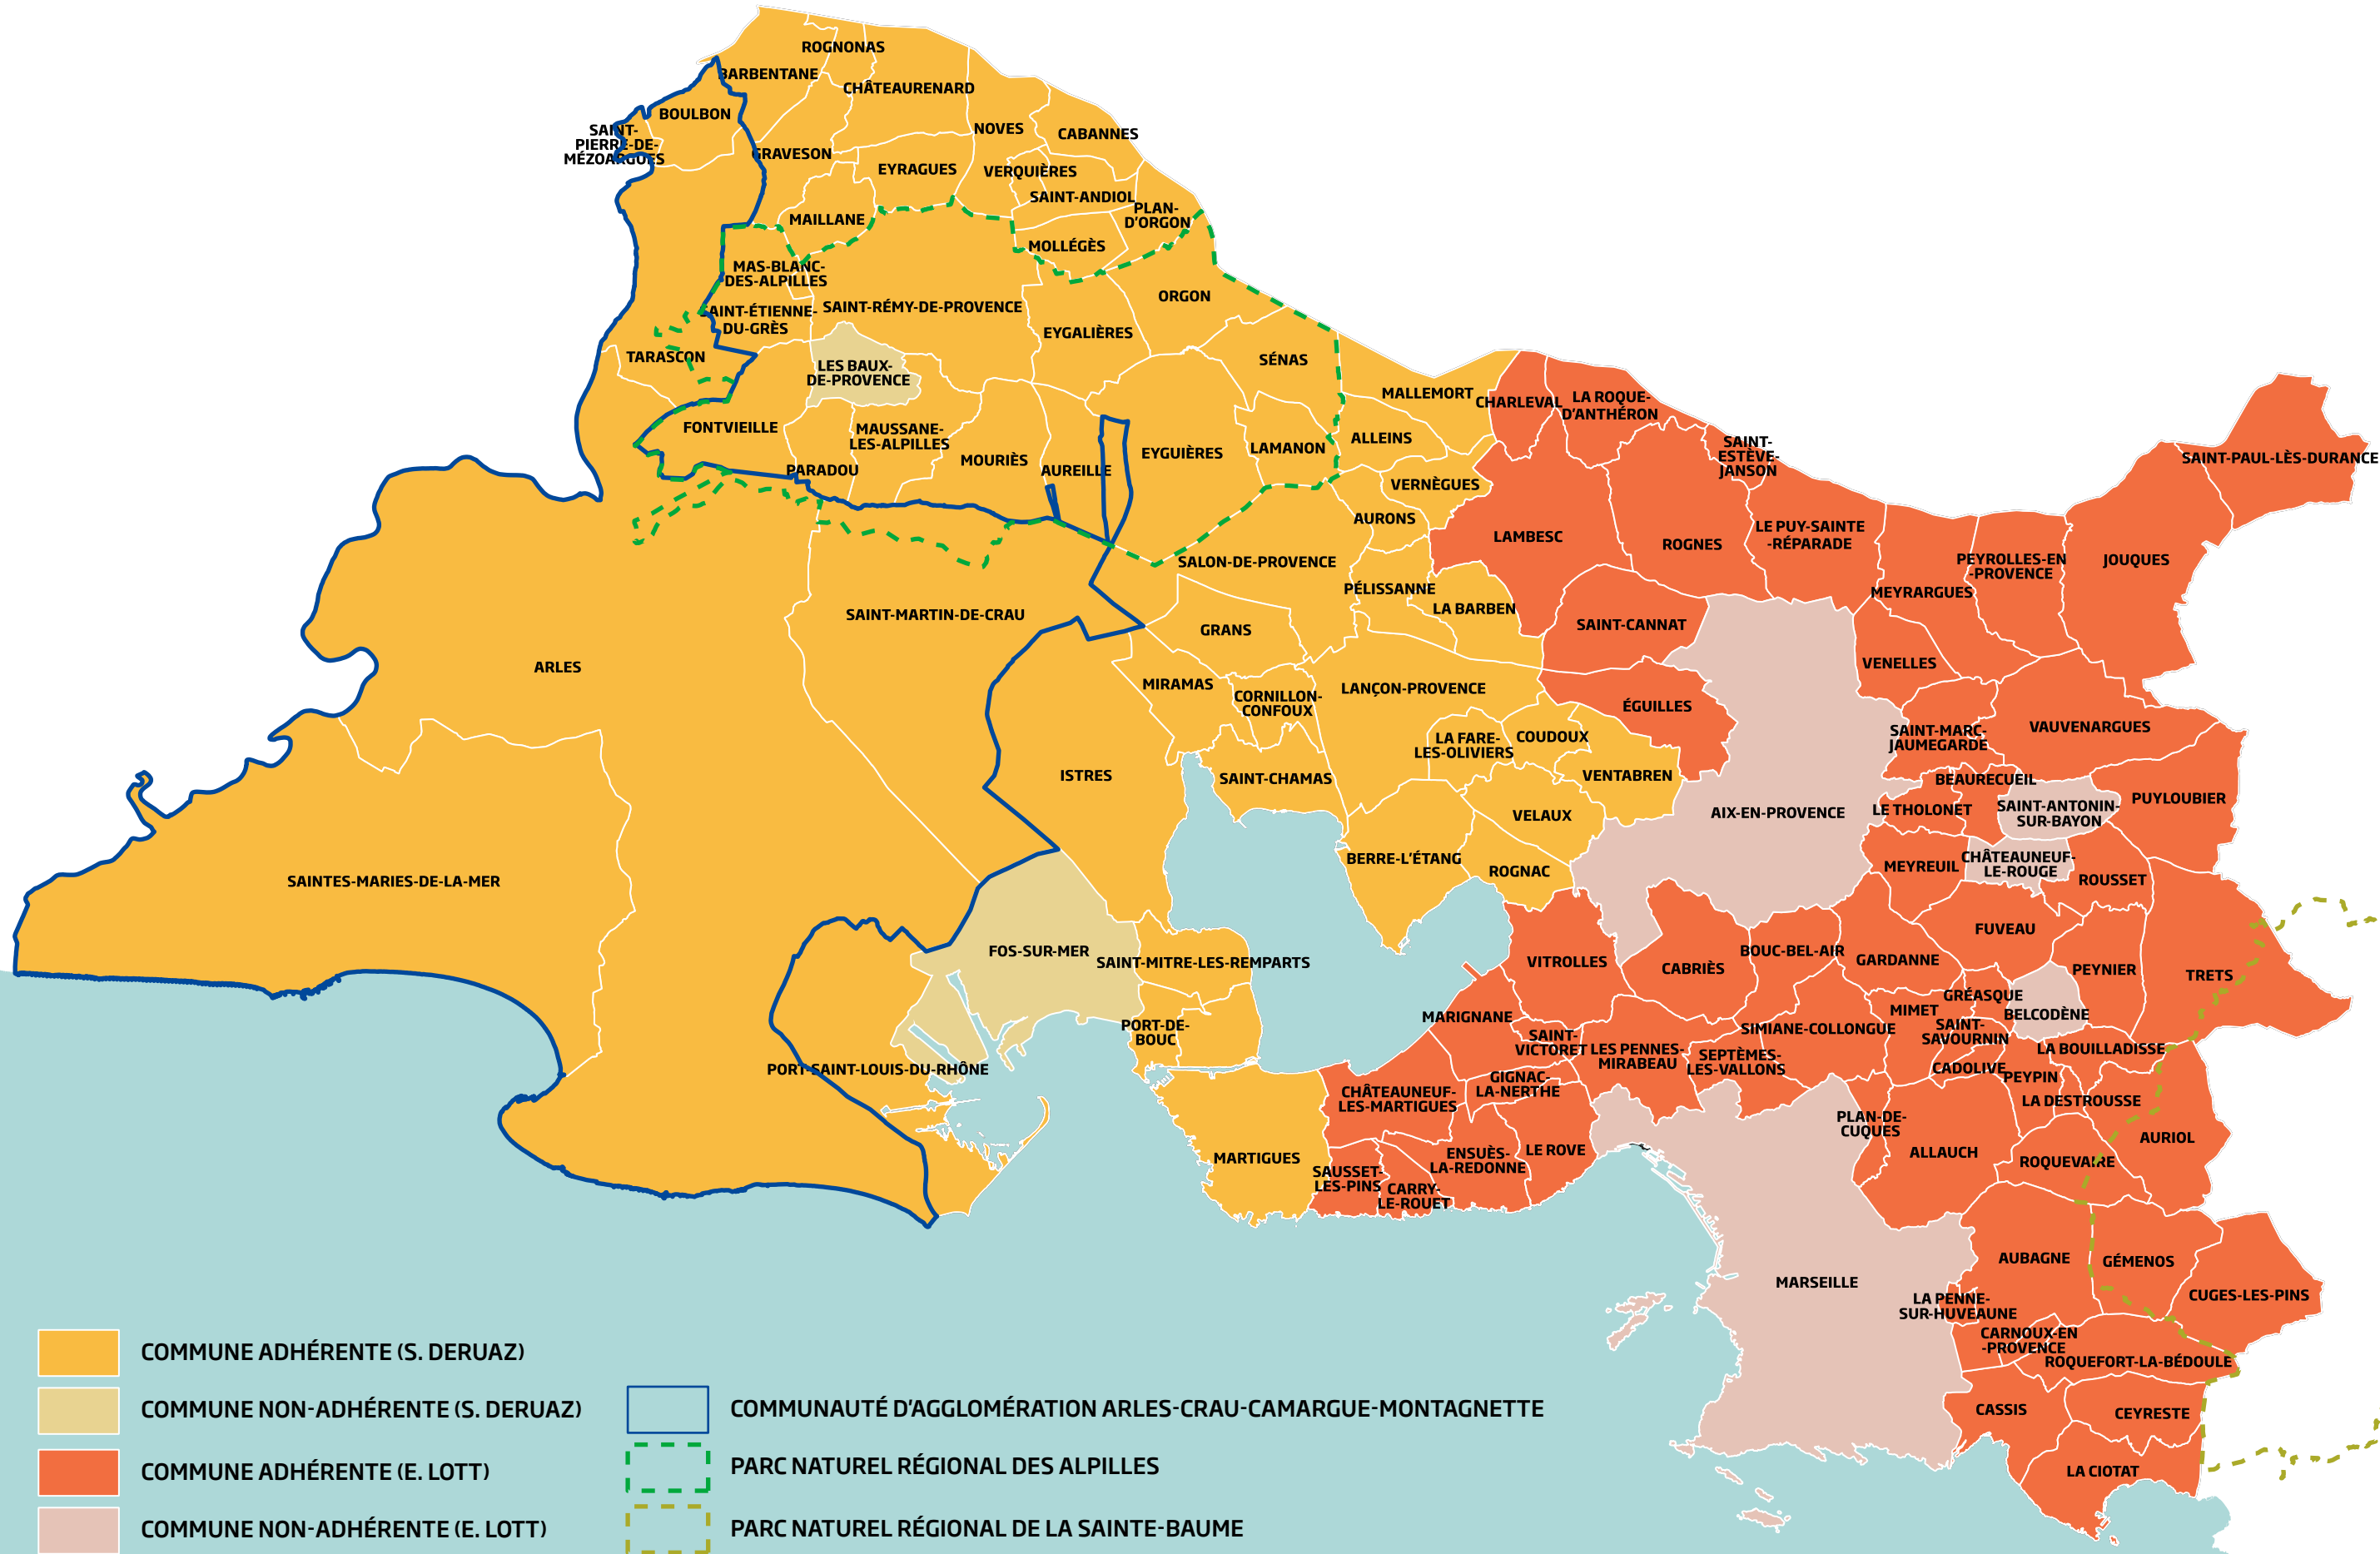 ROGNONAS
BARBENTANE
CHÂTEAURENARD
BOULBON
NOVES
CABANNES
SAINT-
PIERRE-DE-
MÉZOARGUES
GRAVESON
EYRAGUES
VERQUIÈRES
SAINT-ANDIOL
PLAN-
D'ORGON
MAILLANE
MOLLÉGÈS
MAS-BLANC-
DES-ALPILLES
ORGON
SAINT-RÉMY-DE-PROVENCE
SAINT-ÉTIENNE-
DU-GRÈS
EYGALIÈRES
TARASCON
SÉNAS
LES BAUX-
DE-PROVENCE
MALLEMORT
CHARLEVAL
LA ROQUE-
D'ANTHÉRON
FONTVIEILLE
MAUSSANE-
LES-ALPILLES
ALLEINS
LAMANON
EYGUIÈRES
MOURIÈS
PARADOU
AUREILLE
SAINT-
ESTÈVE-
JANSON
SAINT-PAUL-LÈS-DURANCE
VERNÈGUES
AURONS
LAMBESC
ROGNES
LE PUY-SAINTE
-RÉPARADE
PEYROLLES-EN
-PROVENCE
JOUQUES
SALON-DE-PROVENCE
PÉLISSANNE
LA BARBEN
MEYRARGUES
SAINT-MARTIN-DE-CRAU
GRANS
SAINT-CANNAT
ARLES
VENELLES
MIRAMAS
CORNILLON-
CONFOUX
LANÇON-PROVENCE
ÉGUILLES
VAUVENARGUES
SAINT-MARC-
JAUMEGARDE
LA FARE-
LES-OLIVIERS
COUDOUX
ISTRES
SAINT-CHAMAS
VENTABREN
BEAURECUEIL
PUYLOUBIER
AIX-EN-PROVENCE
LE THOLONET
SAINT-ANTONIN-
SUR-BAYON
VELAUX
BERRE-L'ÉTANG
ROGNAC
MEYREUIL
CHÂTEAUNEUF-
LE-ROUGE
ROUSSET
SAINTES-MARIES-DE-LA-MER
FUVEAU
FOS-SUR-MER
SAINT-MITRE-LES-REMPARTS
VITROLLES
CABRIÈS
BOUC-BEL-AIR
GARDANNE
PEYNIER
TRETS
GRÉASQUE
MIMET
BELCODÈNE
PORT-DE-
BOUC
MARIGNANE
SAINT-
VICTORET
SIMIANE-COLLONGUE
SAINT-
SAVOURNIN
LES PENNES-
MIRABEAU
SEPTÈMES-
LES-VALLONS
LA BOUILLADISSE
PORT-SAINT-LOUIS-DU-RHÔNE
CADOLIVE
PEYPIN
GIGNAC-
LA-NERTHE
CHÂTEAUNEUF-
LES-MARTIGUES
LA DESTROUSSE
PLAN-DE-
CUQUES
AURIOL
ALLAUCH
ROQUEVAIRE
MARTIGUES
ENSUÈS-
LA-REDONNE
LE ROVE
SAUSSET-
LES-PINS
CARRY-
LE-ROUET
AUBAGNE
GÉMENOS
MARSEILLE
CUGES-LES-PINS
LA PENNE-
SUR-HUVEAUNE
CARNOUX-EN
-PROVENCE
ROQUEFORT-LA-BÉDOULE
CASSIS
CEYRESTE
LA CIOTAT
COMMUNE ADHÉRENTE (S. DERUAZ)
COMMUNE NON-ADHÉRENTE (S. DERUAZ)
COMMUNE ADHÉRENTE (E. LOTT)
COMMUNE NON-ADHÉRENTE (E. LOTT)
COMMUNAUTÉ D'AGGLOMÉRATION ARLES-CRAU-CAMARGUE-MONTAGNETTE
PARC NATUREL RÉGIONAL DES ALPILLES
PARC NATUREL RÉGIONAL DE LA SAINTE-BAUME